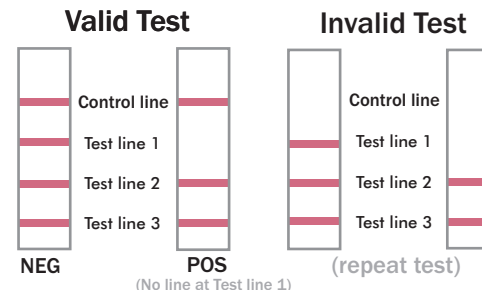 Valid Test
Invalid Test
Control line
Test line 1
Test line 2
Test line 3
Control line
Test line 1
Test line 2
Test line 3
NEG
POS
(No line at Test line 1)
(repeat test)